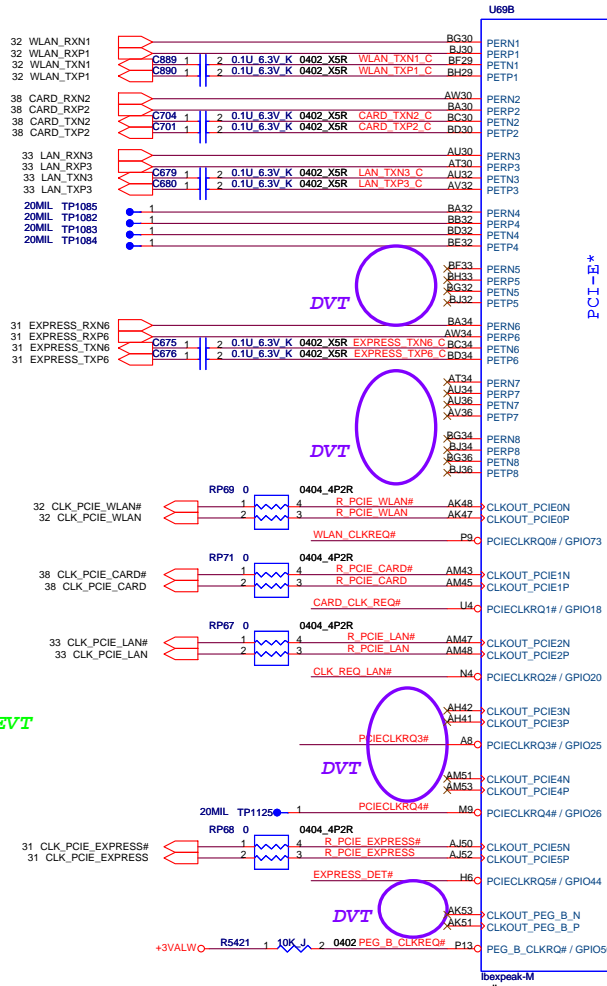 U69B
32 WLAN_RXN1 BG30 PERN1
32 WLAN_RXP1 BJ30 PERP1
32 WLAN_TXN1 C889 1 2 0.1U_6.3V_K 0402_X5R WLAN_TXN1_C BF29 PETN1
32 WLAN_TXP1 C890 1 2 0.1U_6.3V_K 0402_X5R WLAN_TXP1_C BH29 PETP1
38 CARD_RXN2 AW30 PERN2
38 CARD_RXP2 BA30 PERP2
38 CARD_TXN2 C704 1 2 0.1U_6.3V_K 0402_X5R CARD_TXN2_C BC30 PETN2
38 CARD_TXP2 C701 1 2 0.1U_6.3V_K 0402_X5R CARD_TXP2_C BD30 PETP2
33 LAN_RXN3 AU30 PERN3
33 LAN_RXP3 AT30 PERP3
33 LAN_TXN3 C679 1 2 0.1U_6.3V_K 0402_X5R LAN_TXN3_C AU32 PETN3
33 LAN_TXP3 C680 1 2 0.1U_6.3V_K 0402_X5R LAN_TXP3_C AV32 PETP3
20MIL TP1085 1 BA32 PERN4
20MIL TP1082 1 BB32 PERP4
20MIL TP1083 1 BD32 PETN4
20MIL TP1084 1 BE32 PETP4
PCI-E*
BF33 PERN5
BH33 PERP5
BG32 PETN5
DVT BJ32 PETP5
31 EXPRESS_RXN6 BA34 PERN6
31 EXPRESS_RXP6 AW34 PERP6
31 EXPRESS_TXN6 C675 1 2 0.1U_6.3V_K 0402_X5R EXPRESS_TXN6_C BC34 PETN6
31 EXPRESS_TXP6 C676 1 2 0.1U_6.3V_K 0402_X5R EXPRESS_TXP6_C BD34 PETP6
AT34 PERN7
AU34 PERP7
AU36 PETN7
AV36 PETP7
DVT
BG34 PERN8
BJ34 PERP8
BG36 PETN8
BJ36 PETP8
RP69 0 0404_4P2R
32 CLK_PCIE_WLAN# 1 4 R_PCIE_WLAN# AK48 CLKOUT_PCIE0N
32 CLK_PCIE_WLAN 2 3 R_PCIE_WLAN AK47 CLKOUT_PCIE0P
WLAN_CLKREQ# P9 PCIECLKRQ0# / GPIO73
RP71 0 0404_4P2R
38 CLK_PCIE_CARD# 1 4 R_PCIE_CARD# AM43 CLKOUT_PCIE1N
38 CLK_PCIE_CARD 2 3 R_PCIE_CARD AM45 CLKOUT_PCIE1P
CARD_CLK_REQ# U4 PCIECLKRQ1# / GPIO18
RP67 0 0404_4P2R
33 CLK_PCIE_LAN# 1 4 R_PCIE_LAN# AM47 CLKOUT_PCIE2N
33 CLK_PCIE_LAN 2 3 R_PCIE_LAN AM48 CLKOUT_PCIE2P
CLK_REQ_LAN# N4 PCIECLKRQ2# / GPIO20
AH42 CLKOUT_PCIE3N
EVT AH41 CLKOUT_PCIE3P
PCIECLKRQ3# A8 PCIECLKRQ3# / GPIO25
DVT
AM51 CLKOUT_PCIE4N
AM53 CLKOUT_PCIE4P
20MIL TP1125 1 PCIECLKRQ4# M9 PCIECLKRQ4# / GPIO26
RP68 0 0404_4P2R
31 CLK_PCIE_EXPRESS# 1 4 R_PCIE_EXPRESS# AJ50 CLKOUT_PCIE5N
31 CLK_PCIE_EXPRESS 2 3 R_PCIE_EXPRESS AJ52 CLKOUT_PCIE5P
EXPRESS_DET# H6 PCIECLKRQ5# / GPIO44
DVT AK53 CLKOUT_PEG_B_N
AK51 CLKOUT_PEG_B_P
+3VALW R5421 1 10K_J 2 0402 PEG_B_CLKREQ# P13 PEG_B_CLKRQ# / GPIO5
Ibexpeak-M